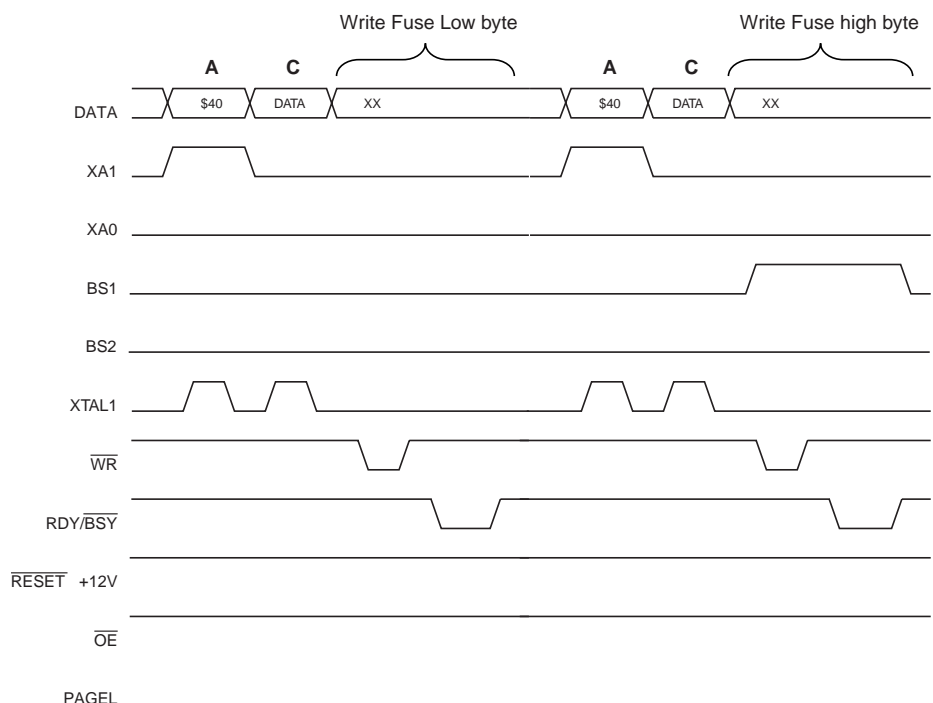 Write Fuse Low byte Write Fuse high byte
A C A C
DATA $40 DATA XX $40 DATA XX
XA1
XA0
BS1
BS2
XTAL1
WR
RDY/BSY
RESET +12V
OE
PAGEL